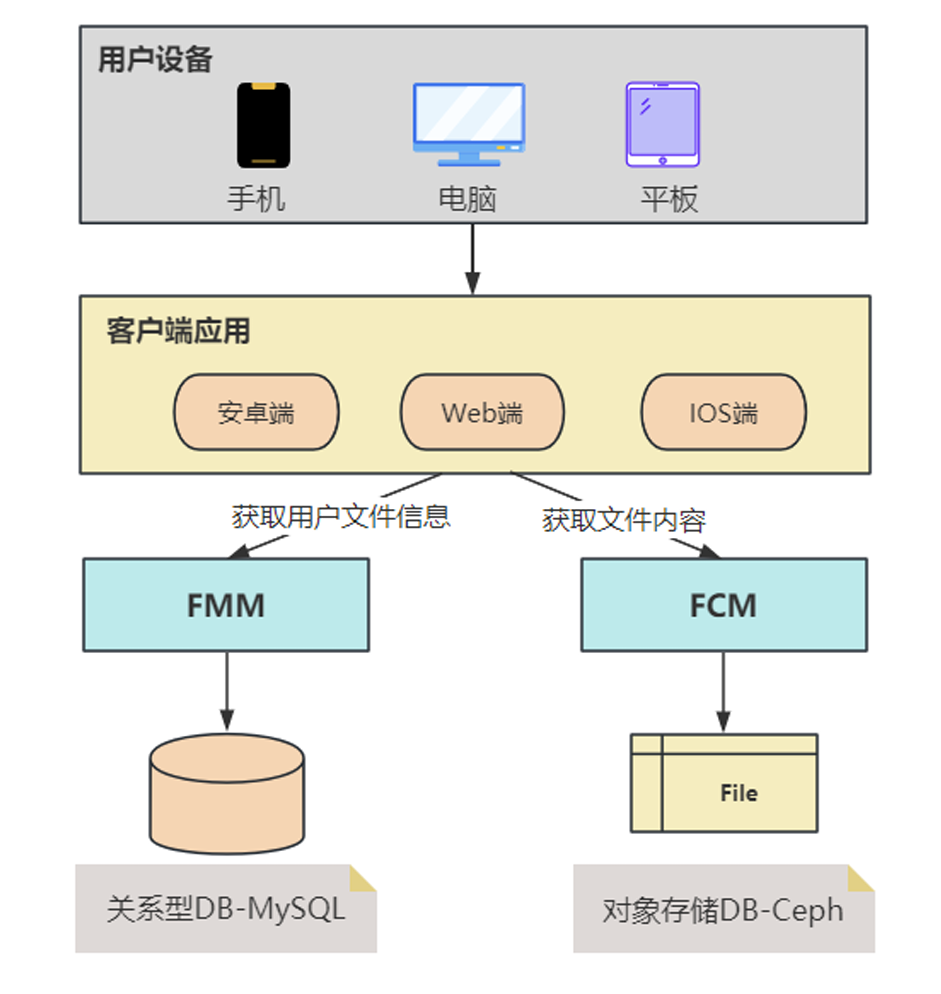 用户设备
手机
电脑
平板
客户端应用
安卓端
Web端
IOS端
获取用户文件信息
获取文件内容
FMM
FCM
File
关系型DB-MySQL
对象存储DB-Ceph